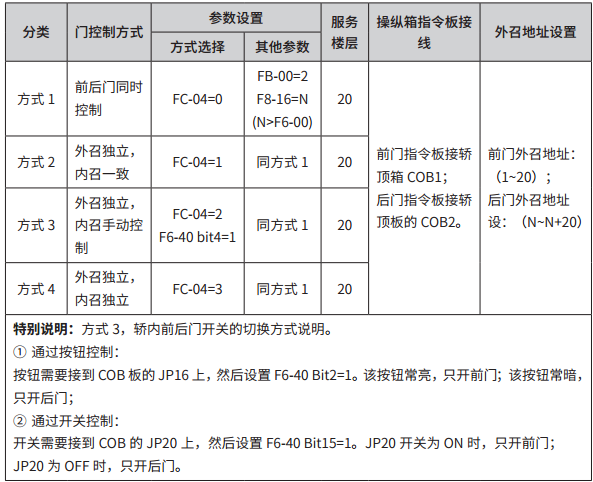 分类
门控制方式
参数设置
方式选择
其他参数
服务
楼层
操纵箱指令板接
线
外召地址设置
方式 1
前后门同时
控制
FC-04=0
FB-00=2
F8-16=N
(N>F6-00)
20
方式 2
外召独立，
内召一致
FC-04=1
同方式 1
20
方式 3
外召独立，
内召手动控
制
FC-04=2
F6-40 bit4=1
同方式 1
20
方式 4
外召独立，
内召独立
FC-04=3
同方式 1
20
前门指令板接轿
顶箱 COB1；
后门指令板接轿
顶板的 COB2。
前门外召地址：
（1~20）；
后门外召地址
设：（N~N+20）
特别说明：方式 3，轿内前后门开关的切换方式说明。
① 通过按钮控制：
按钮需要接到 COB 板的 JP16 上，然后设置 F6-40 Bit2=1。该按钮常亮，只开前门；该按钮常暗，
只开后门；
② 通过开关控制：
开关需要接到 COB 的 JP20 上，然后设置 F6-40 Bit15=1。JP20 开关为 ON 时，只开前门；
JP20 为 OFF 时，只开后门。